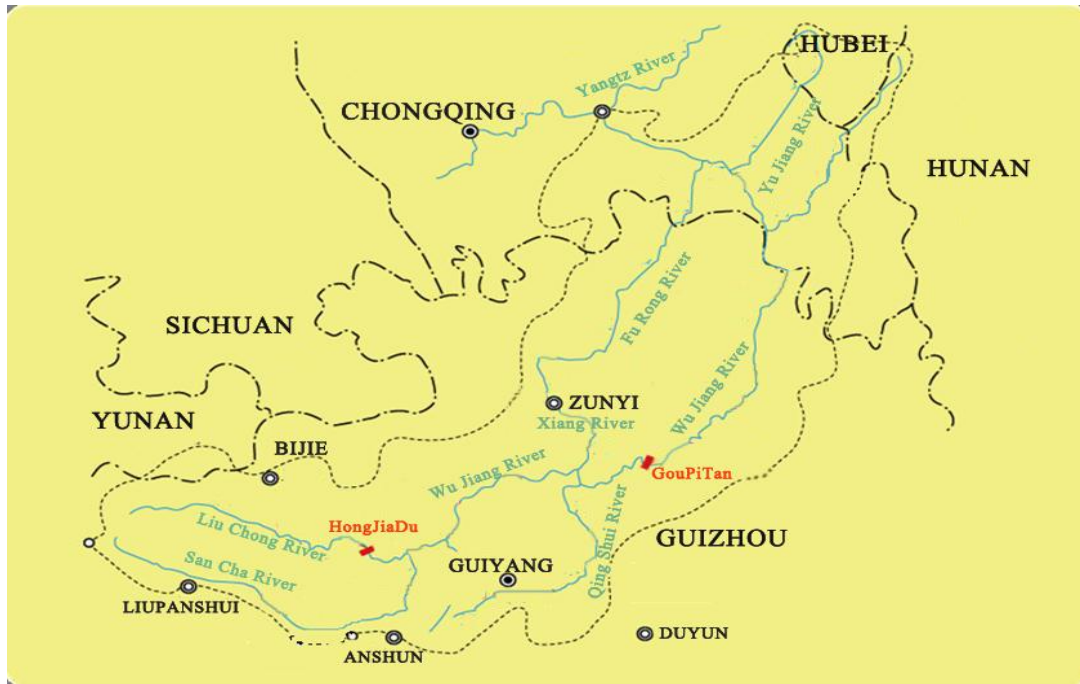 HUBEI
Yangtz River
CHONGQING
Yu Jiang River
HUNAN
Fu Rong River
SICHUAN
Wu Jiang River
ZUNYI
YUNAN
Xiang River
BIJIE
Wu Jiang River
GouPiTan
Liu Chong River
HongJiaDu
Qing Shui River
GUIZHOU
San Cha River
GUIYANG
LIUPANSHUI
DUYUN
ANSHUN